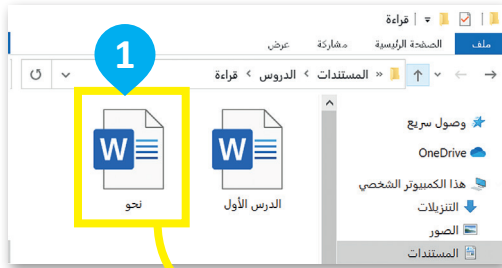 قراءة
ملف الصفحة الرئيسية مشاركة عرض
« المستندات › الدروس › قراءة
1
وصول سريع
OneDrive
هذا الكمبيوتر الشخصي
التنزيلات
الصور
المستندات
W W
الدرس الأول نحو